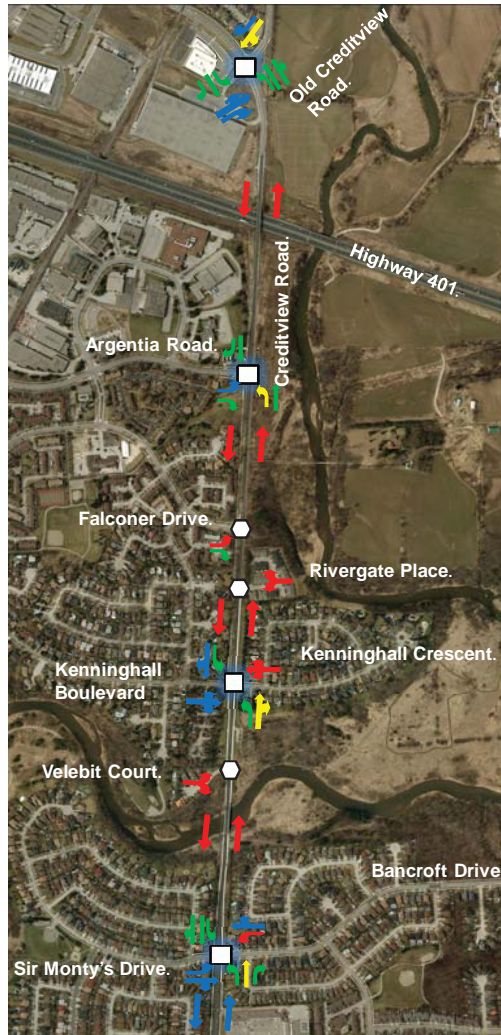 Old Creditview
Road.
Highway 401.
Creditview Road.
Argentia Road.
Falconer Drive.
Rivergate Place.
Kenninghall Crescent.
Kenninghall
Boulevard
Velebit Court.
Bancroft Drive
Sir Monty's Drive.